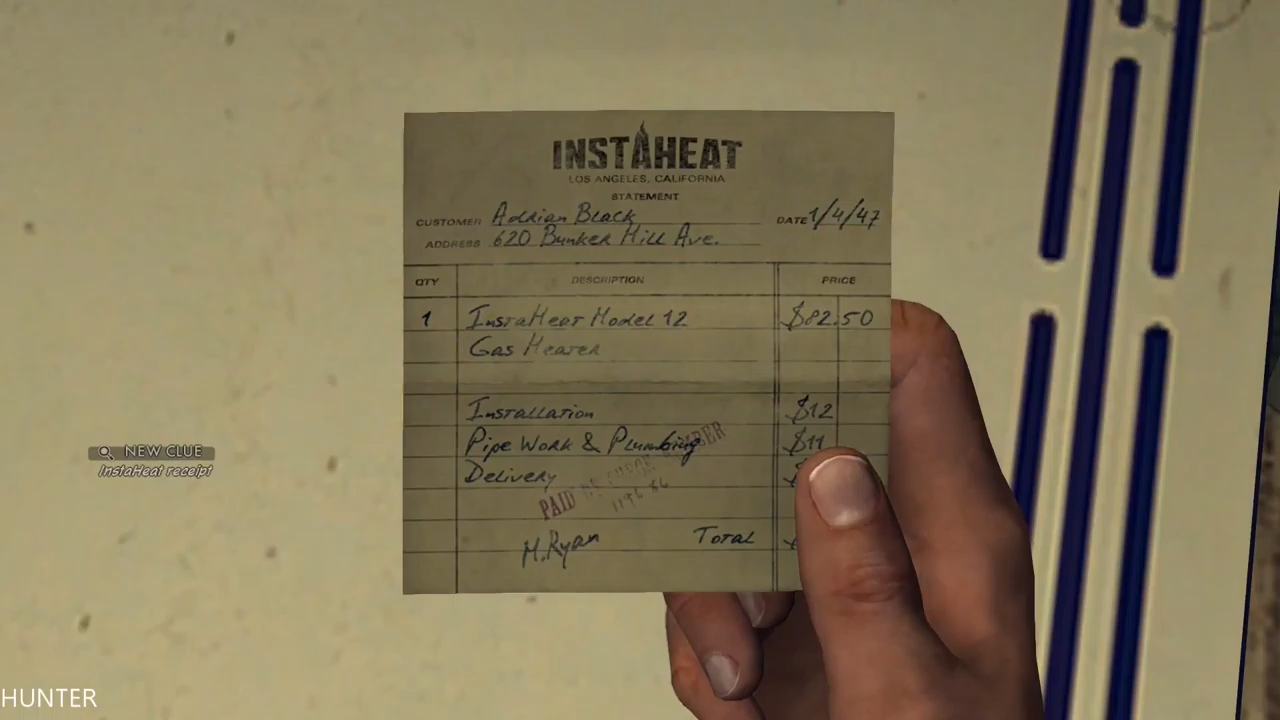 INSTAHEAT
LOS ANGELES, CALIFORNIA
STATEMENT
CUSTOMER Adrian Black DATE 1/4/47
ADDRESS 620 Bunker Hill Ave.
QTY DESCRIPTION PRICE
1 InstaHeat Model 12 $82.50
Gas Heater
Installation $12
Pipe Work & Plumbing $11
Delivery
PAID
M.Ryan Total
NEW CLUE
InstaHeat receipt
HUNTER